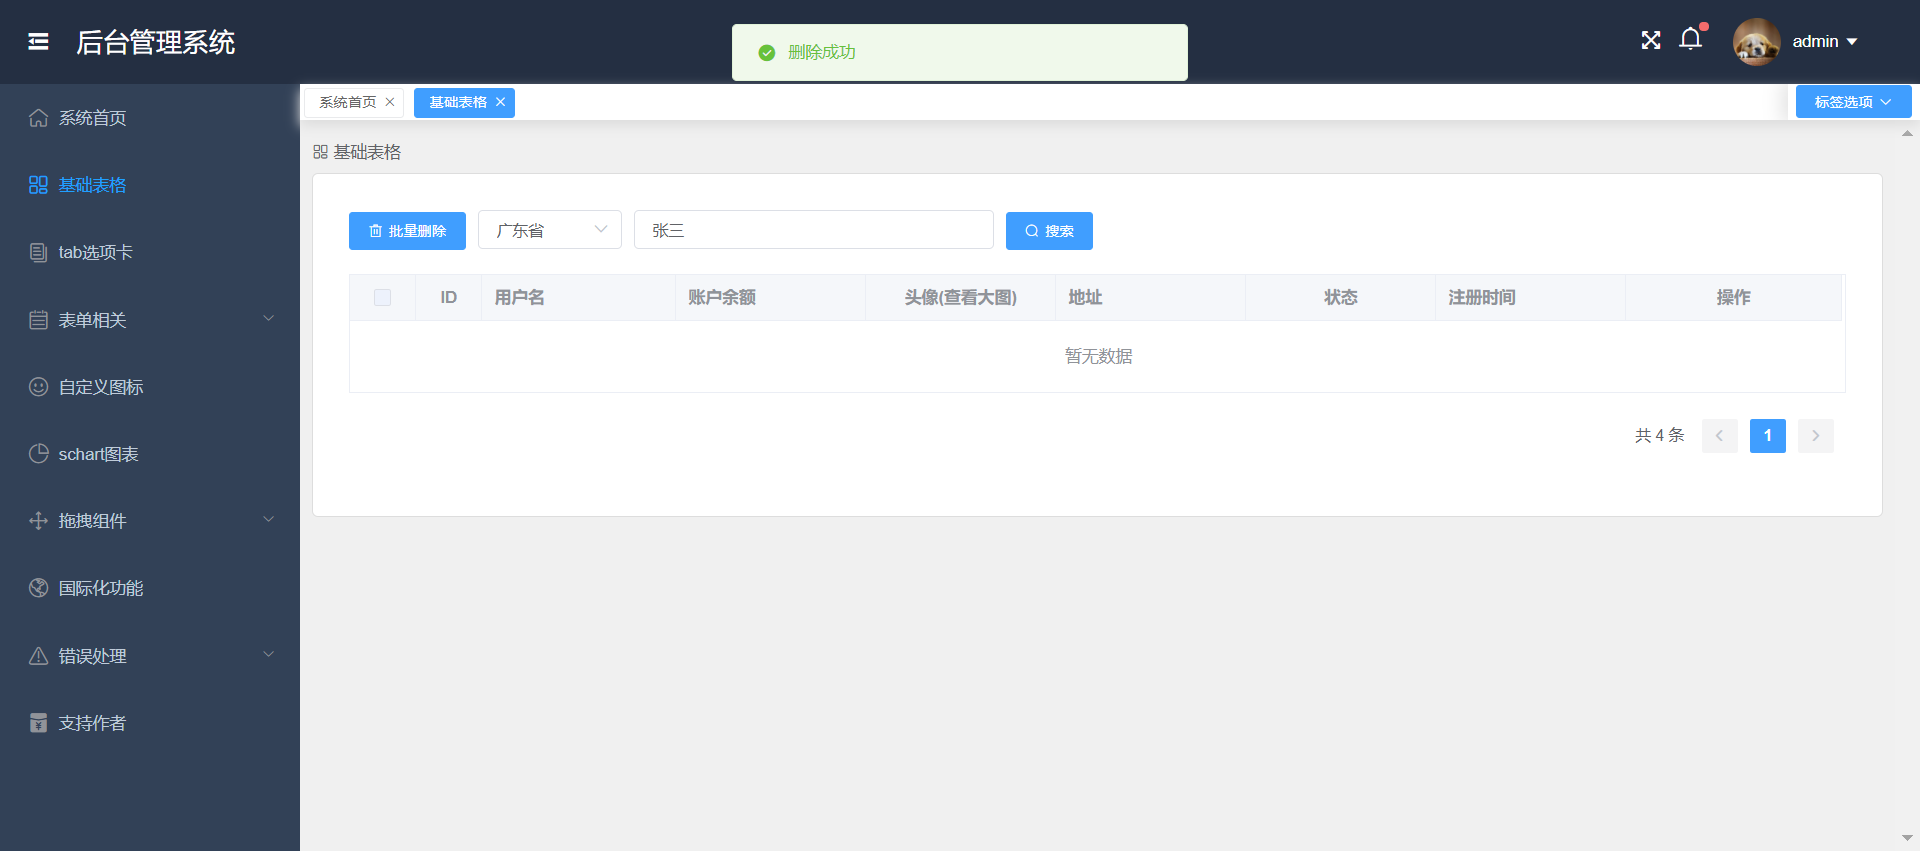 后台管理系统
删除成功
admin
系统首页
基础表格
标签选项
系统首页
基础表格
tab选项卡
表单相关
自定义图标
schart图表
拖拽组件
国际化功能
错误处理
支持作者
基础表格
批量删除
广东省
张三
搜索
ID 用户名 账户余额 头像(查看大图) 地址 状态 注册时间 操作
暂无数据
共 4 条
1